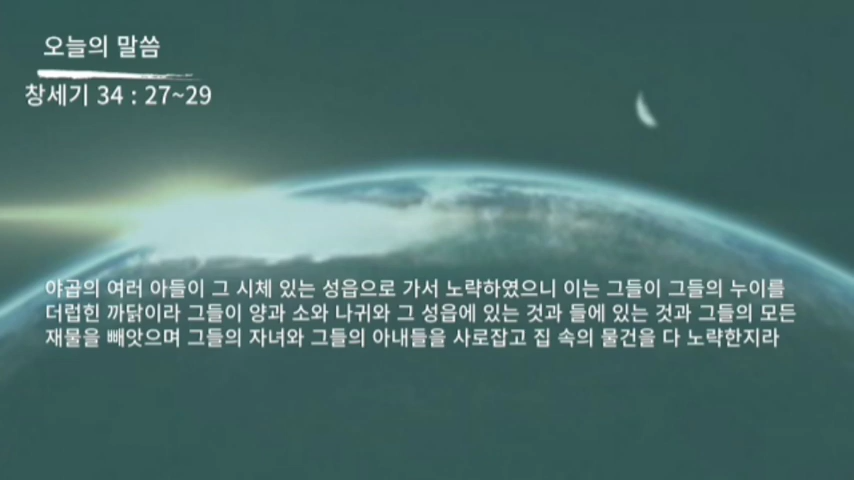 오늘의 말씀
창세기 34 : 27~29
야곱의 여러 아들이 그 시체 있는 성읍으로 가서 노략하였으니 이는 그들이 그들의 누이를
더럽힌 까닭이라 그들이 양과 소와 나귀와 그 성읍에 있는 것과 들에 있는 것과 그들의 모든
재물을 빼앗으며 그들의 자녀와 그들의 아내들을 사로잡고 집 속의 물건을 다 노략한지라